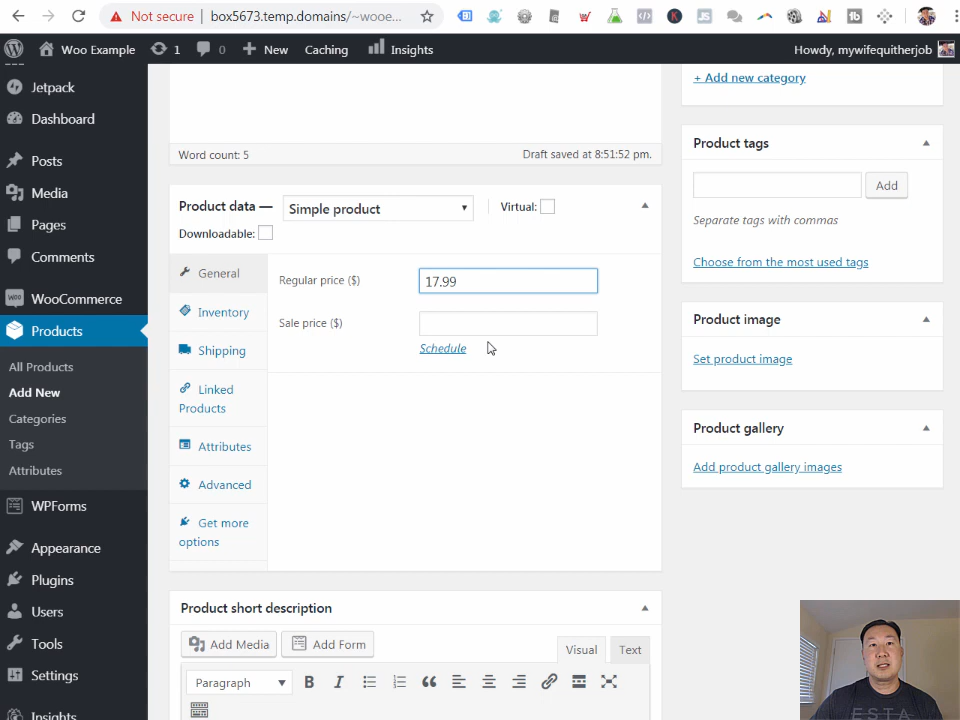 Not secure
box5673.temp.domains/~wooe...
Woo Example
1
0
New
Caching
Insights
Howdy, mywifequitherjob
Jetpack
Dashboard
Posts
Media
Pages
Comments
WooCommerce
Products
All Products
Add New
Categories
Tags
Attributes
WPForms
Appearance
Plugins
Users
Tools
Settings
Insights
Word count: 5
Draft saved at 8:51:52 pm.
Product data —
Simple product
Virtual:
Downloadable:
General
Inventory
Shipping
Linked
Products
Attributes
Advanced
Get more
options
Regular price ($)
17.99
Sale price ($)
Schedule
Product short description
Add Media
Add Form
Visual
Text
Paragraph
B
I
+ Add new category
Product tags
Add
Separate tags with commas
Choose from the most used tags
Product image
Set product image
Product gallery
Add product gallery images
ESTA